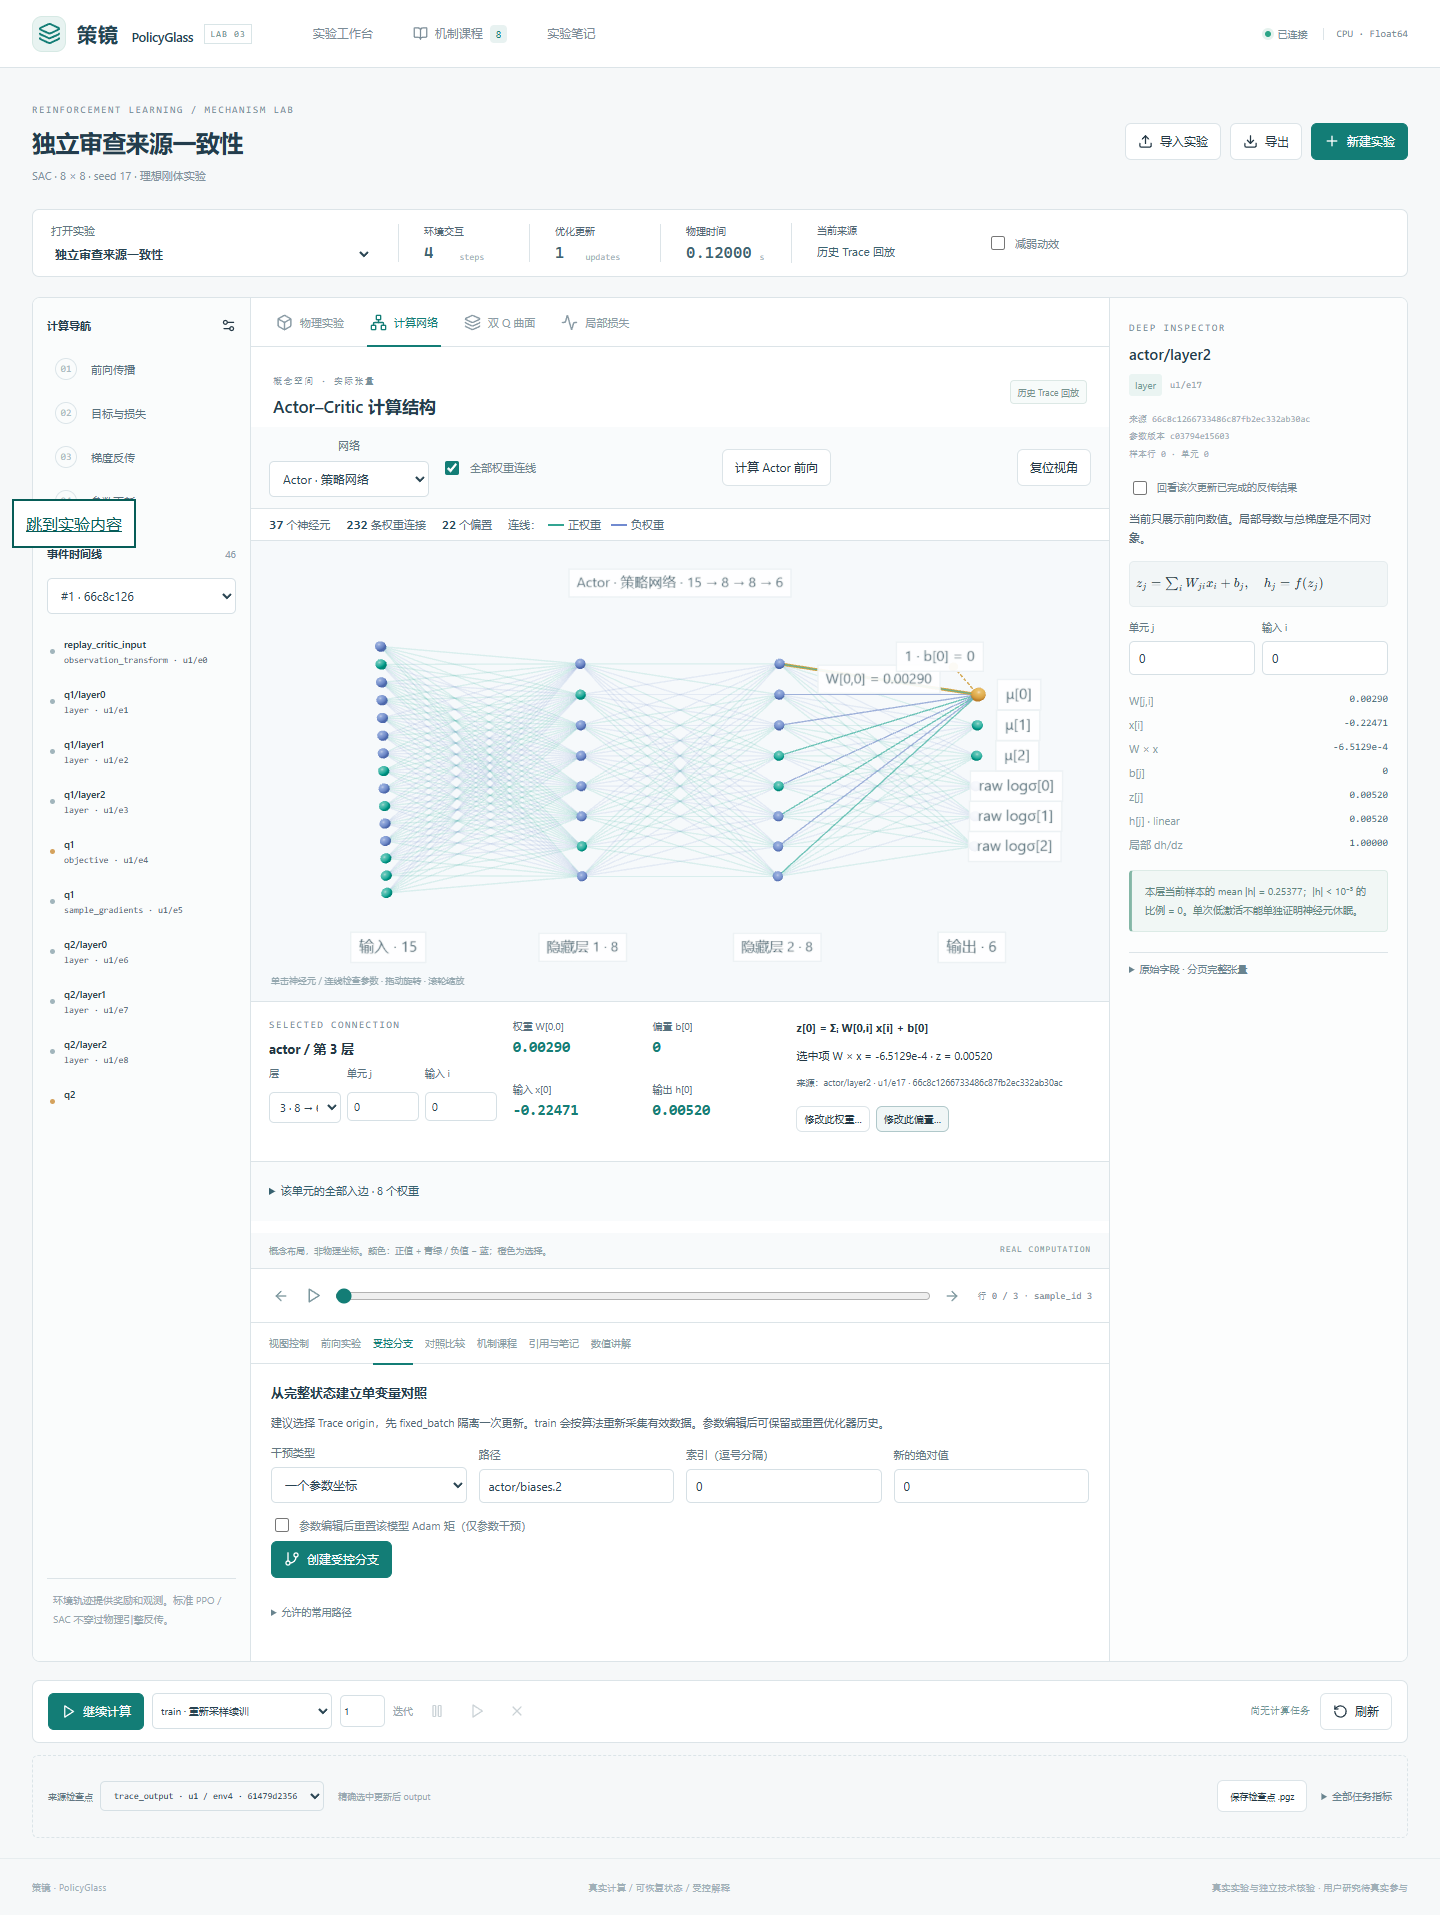 策镜 PolicyGlass LAB 03
实验工作台
机制课程 8
实验笔记
已连接
CPU · Float64
REINFORCEMENT LEARNING / MECHANISM LAB
独立审查来源一致性
SAC · 8 × 8 · seed 17 · 理想刚体实验
导入实验
导出
新建实验
打开实验
独立审查来源一致性
环境交互
4 steps
优化更新
1 updates
物理时间
0.12000 s
当前来源
历史 Trace 回放
减弱动效
计算导航
01 前向传播
02 目标与损失
03 梯度反传
跳到实验内容
事件时间线 46
#1 · 66c8c126
replay_critic_input
observation_transform · u1/e0
q1/layer0
layer · u1/e1
q1/layer1
layer · u1/e2
q1/layer2
layer · u1/e3
q1
objective · u1/e4
q1
sample_gradients · u1/e5
q2/layer0
layer · u1/e6
q2/layer1
layer · u1/e7
q2/layer2
layer · u1/e8
q2
环境轨迹提供奖励和观测。标准 PPO /
SAC 不穿过物理引擎反传。
物理实验
计算网络
双 Q 曲面
局部损失
概念空间 · 实际张量
Actor–Critic 计算结构
历史 Trace 回放
网络
Actor · 策略网络
全部权重连线
计算 Actor 前向
复位视角
37 个神经元 232 条权重连接 22 个偏置 连线： 正权重 负权重
Actor · 策略网络 · 15 → 8 → 8 → 6
1 · b[0] = 0
W[0,0] = 0.00290
μ[0]
μ[1]
μ[2]
raw logσ[0]
raw logσ[1]
raw logσ[2]
输入 · 15
隐藏层 1 · 8
隐藏层 2 · 8
输出 · 6
单击神经元 / 连线检查参数 · 拖动旋转 · 滚轮缩放
SELECTED CONNECTION
actor / 第 3 层
层
3 · 8 → (
单元 j
0
输入 i
0
权重 W[0,0]
0.00290
偏置 b[0]
0
输入 x[0]
-0.22471
输出 h[0]
0.00520
z[0] = Σᵢ W[0,i] x[i] + b[0]
选中项 W × x = -6.5129e-4 · z = 0.00520
来源：actor/layer2 · u1/e17 · 66c8c1266733486c87fb2ec332ab30ac
修改此权重...
修改此偏置...
该单元的全部入边 · 8 个权重
概念布局，非物理坐标。颜色：正值 + 青绿 / 负值 − 蓝；橙色为选择。
REAL COMPUTATION
行 0 / 3 · sample_id 3
视图控制
前向实验
受控分支
对照比较
机制课程
引用与笔记
数值讲解
从完整状态建立单变量对照
建议选择 Trace origin，先 fixed_batch 隔离一次更新。train 会按算法重新采集有效数据。参数编辑后可保留或重置优化器历史。
干预类型
一个参数坐标
路径
actor/biases.2
索引（逗号分隔）
0
新的绝对值
0
参数编辑后重置该模型 Adam 矩（仅参数干预）
创建受控分支
允许的常用路径
DEEP INSPECTOR
actor/layer2
layer u1/e17
来源 66c8c1266733486c87fb2ec332ab30ac
参数版本 c03794e15603
样本行 0 · 单元 0
回看该次更新已完成的反传结果
当前只展示前向数值。局部导数与总梯度是不同对
象。
zⱼ = ∑ᵢ Wⱼᵢxᵢ + bⱼ, hⱼ = f(zⱼ)
单元 j
0
输入 i
0
W[j,i] 0.00290
x[i] -0.22471
W × x -6.5129e-4
b[j] 0
z[j] 0.00520
h[j] · linear 0.00520
局部 dh/dz 1.00000
本层当前样本的 mean |h| = 0.25377；|h| < 10⁻³ 的
比例 = 0。单次低激活不能单独证明神经元休眠。
原始字段 · 分页完整张量
继续计算
train · 重新采样续训
1 迭代
尚无计算任务
刷新
来源检查点
trace_output · u1 / env4 · 61479d2356
精确选中更新后 output
保存检查点 .pgz
全部任务指标
策镜 · PolicyGlass
真实计算 / 可恢复状态 / 受控解释
真实实验与独立技术核验 · 用户研究待真实参与